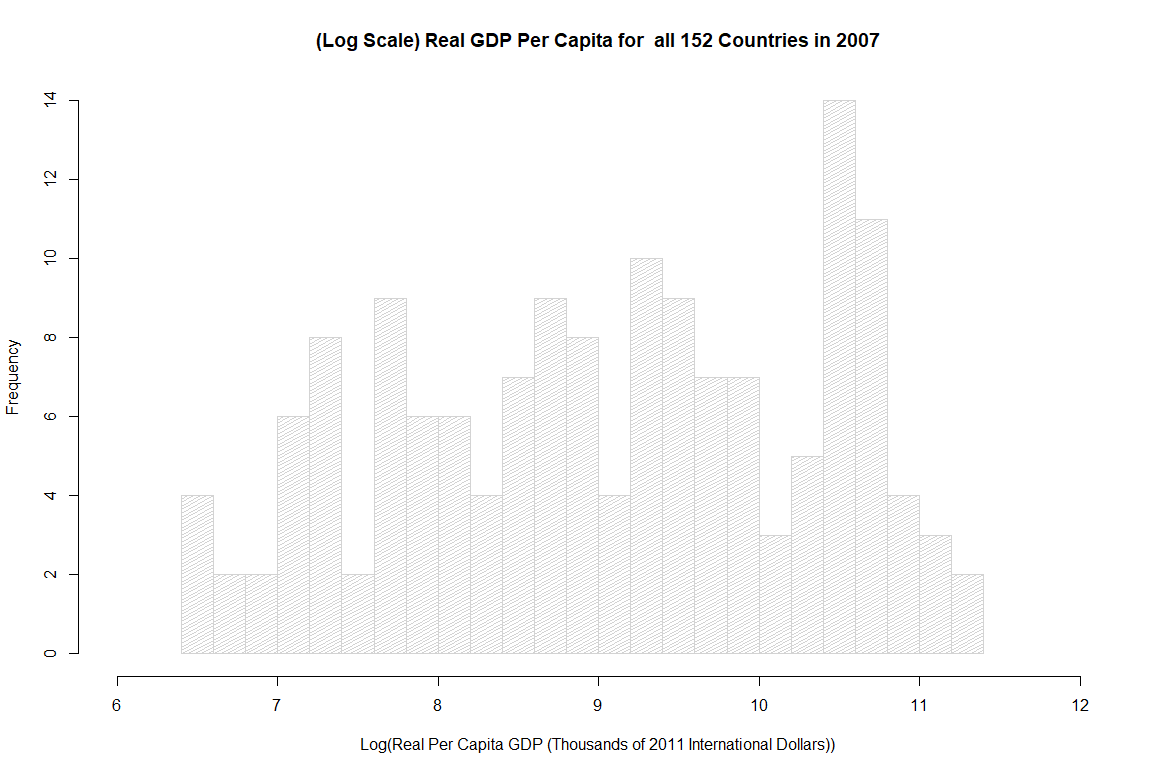 (Log Scale) Real GDP Per Capita for  all 152 Countries in 2007
14
12
10
8
6
4
2
0
Frequency
6 7 8 9 10 11 12
Log(Real Per Capita GDP (Thousands of 2011 International Dollars))